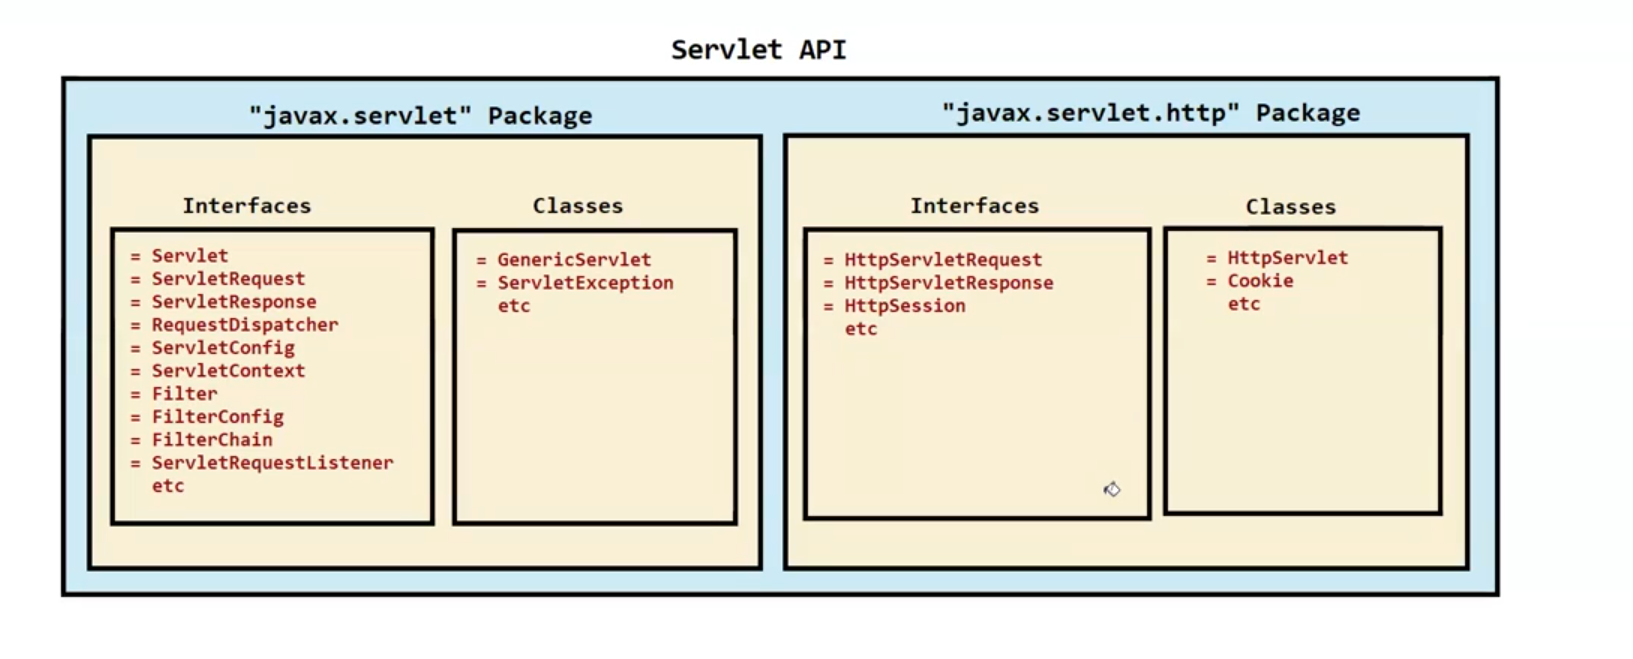 Servlet API
"javax.servlet" Package
Interfaces
= Servlet
= ServletRequest
= ServletResponse
= RequestDispatcher
= ServletConfig
= ServletContext
= Filter
= FilterConfig
= FilterChain
= ServletRequestListener
etc
Classes
= GenericServlet
= ServletException
etc
"javax.servlet.http" Package
Interfaces
= HttpServletRequest
= HttpServletResponse
= HttpSession
etc
Classes
= HttpServlet
= Cookie
etc